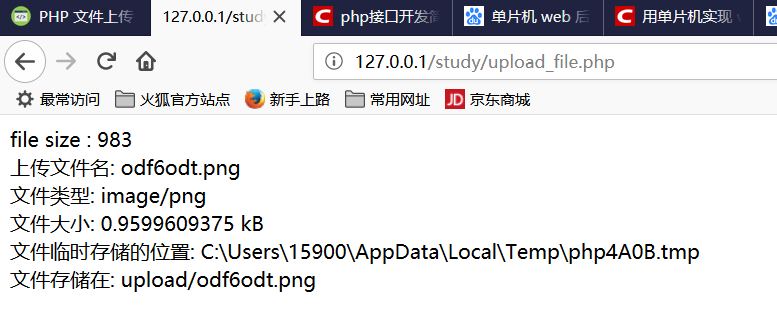 PHP 文件上传
127.0.0.1/stud
php接口开发简
单片机 web 后
用单片机实现
127.0.0.1/study/upload_file.php
最常访问 火狐官方站点 新手上路 常用网址 JD 京东商城
file size : 983
上传文件名: odf6odt.png
文件类型: image/png
文件大小: 0.9599609375 kB
文件临时存储的位置: C:\Users\15900\AppData\Local\Temp\php4A0B.tmp
文件存储在: upload/odf6odt.png